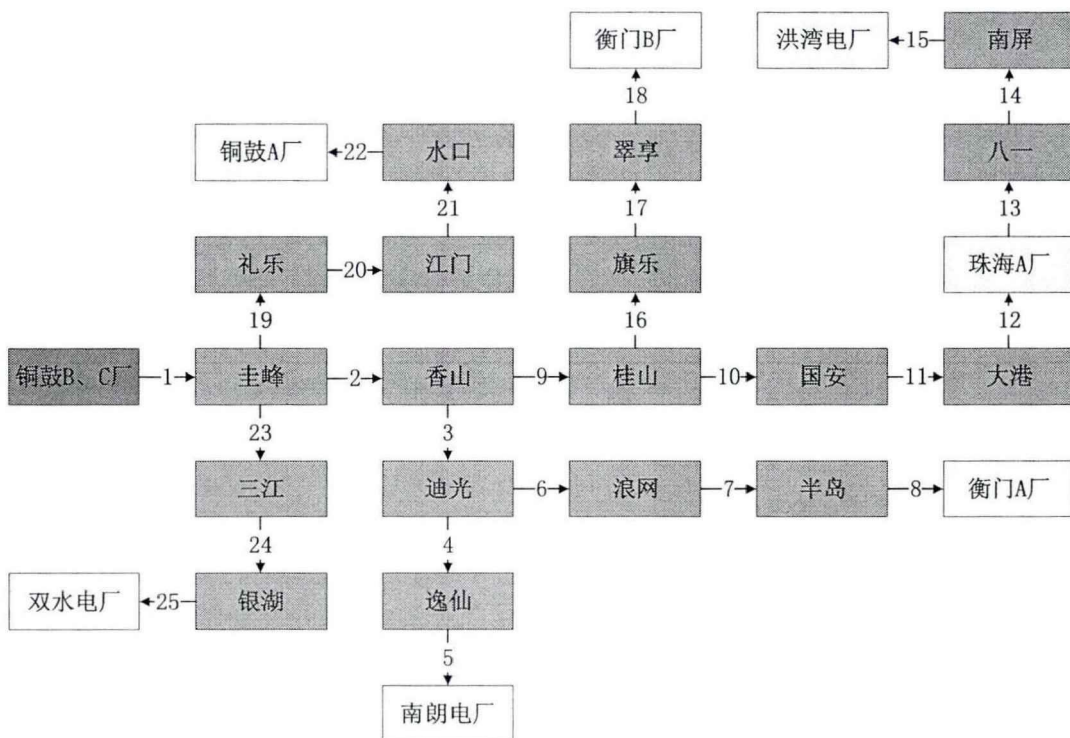 衡门B厂
洪湾电厂
15
南屏
18
14
铜鼓A厂
22
水口
翠亨
八一
21
17
13
礼乐
20
江门
旗乐
珠海A厂
19
16
12
铜鼓B、C厂
1
圭峰
2
香山
9
桂山
10
国安
11
大港
23
3
三江
迪光
6
浪网
7
半岛
8
衡门A厂
24
4
双水电厂
25
银湖
逸仙
5
南朗电厂